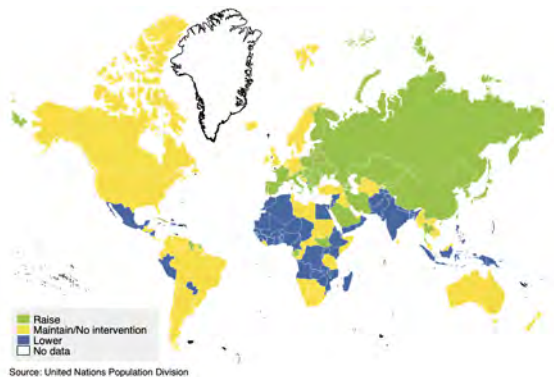 Raise
Maintain/No intervention
Lower
No data
Source: United Nations Population Division